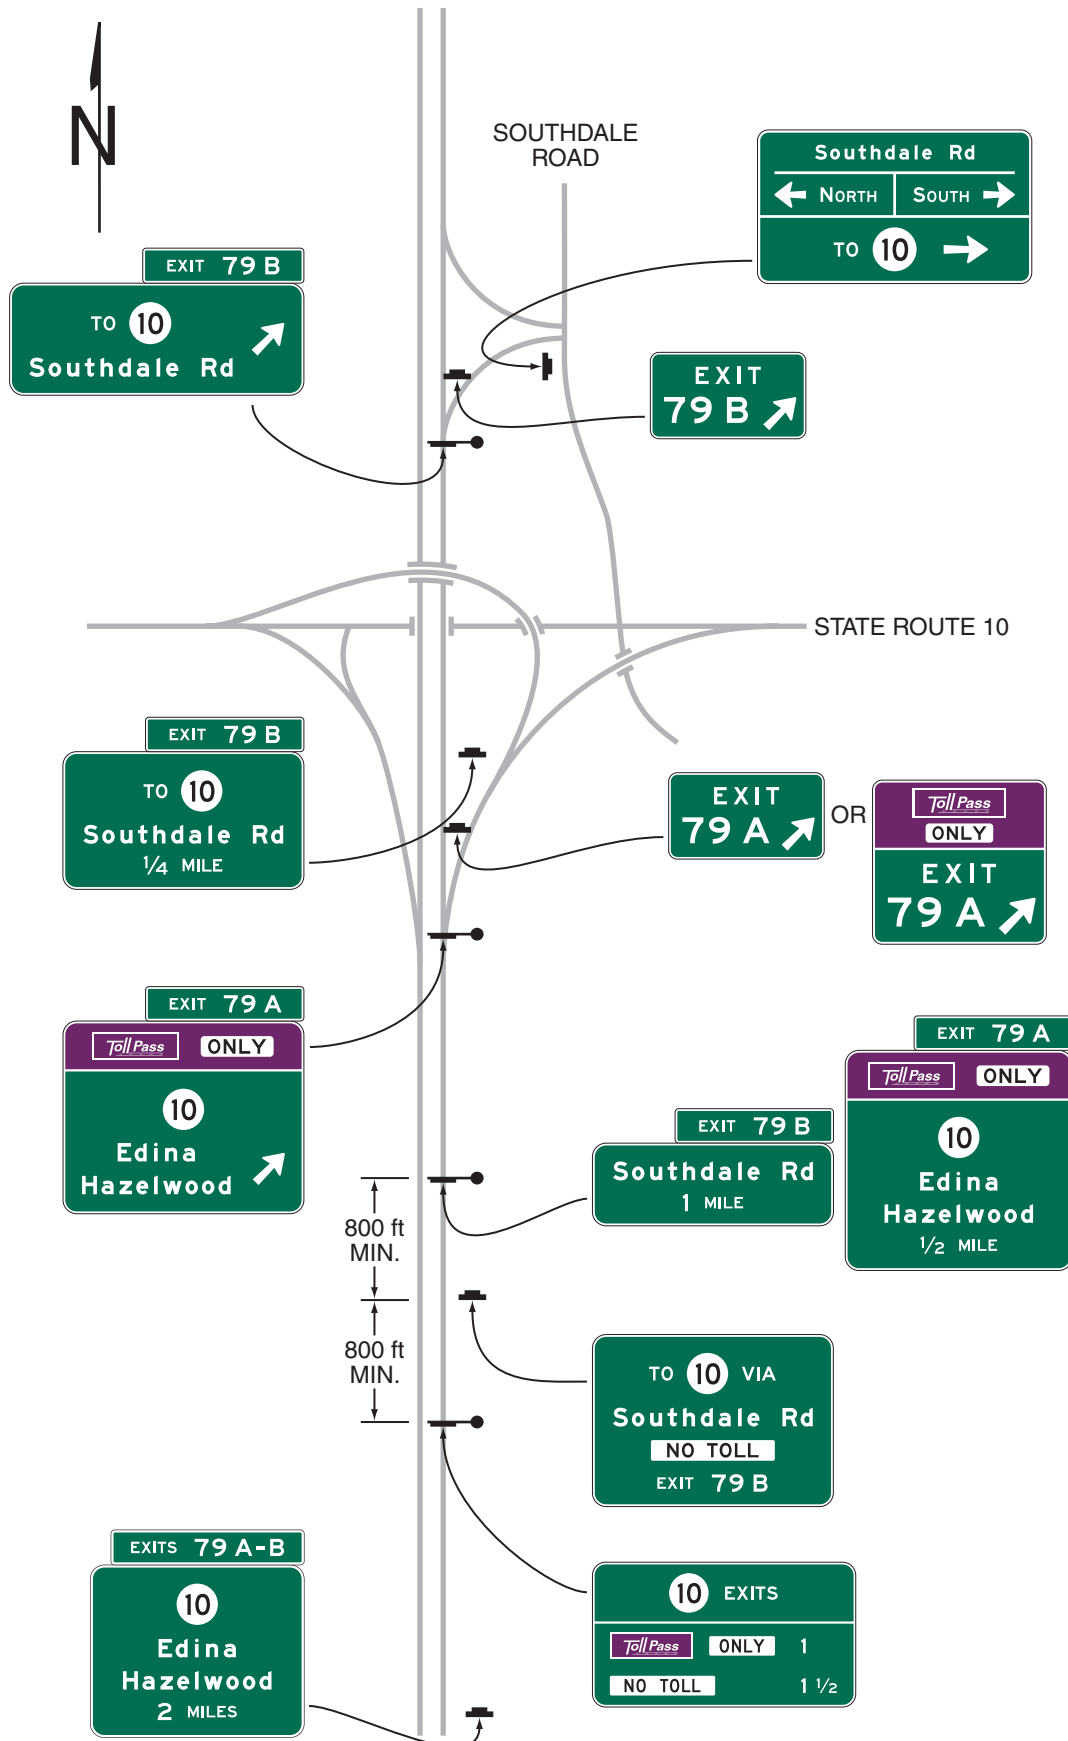 N
SOUTHDALE
ROAD
Southdale Rd
NORTH SOUTH
TO 10
EXIT 79 B
TO 10
Southdale Rd
EXIT
79 B
STATE ROUTE 10
EXIT 79 B
TO 10
Southdale Rd
1/4 MILE
EXIT
79 A
OR
Toll Pass
ONLY
EXIT
79 A
EXIT 79 A
Toll Pass ONLY
10
Edina
Hazelwood
EXIT 79 A
Toll Pass ONLY
10
Edina
Hazelwood
1/2 MILE
EXIT 79 B
Southdale Rd
1 MILE
800 ft
MIN.
800 ft
MIN.
TO 10 VIA
Southdale Rd
NO TOLL
EXIT 79 B
EXITS 79 A-B
10
Edina
Hazelwood
2 MILES
10 EXITS
Toll Pass ONLY 1
NO TOLL 1 1/2